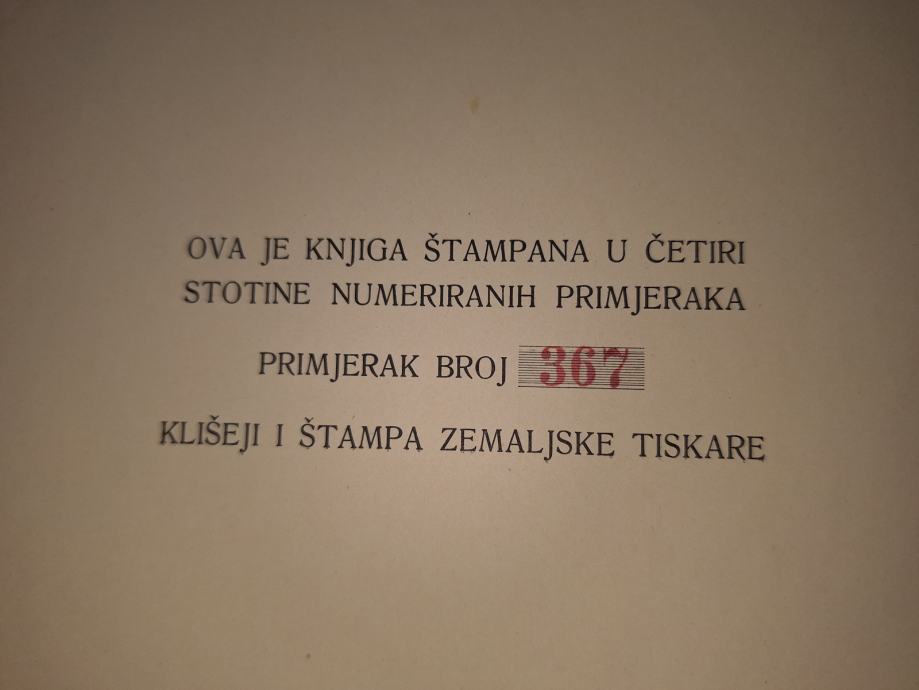 OVA JE KNJIGA ŠTAMPANA U ČETIRI
STOTINE NUMERIRANIH PRIMJERAKA
PRIMJERAK BROJ 367
KLIŠEJI I ŠTAMPA ZEMALJSKE TISKARE